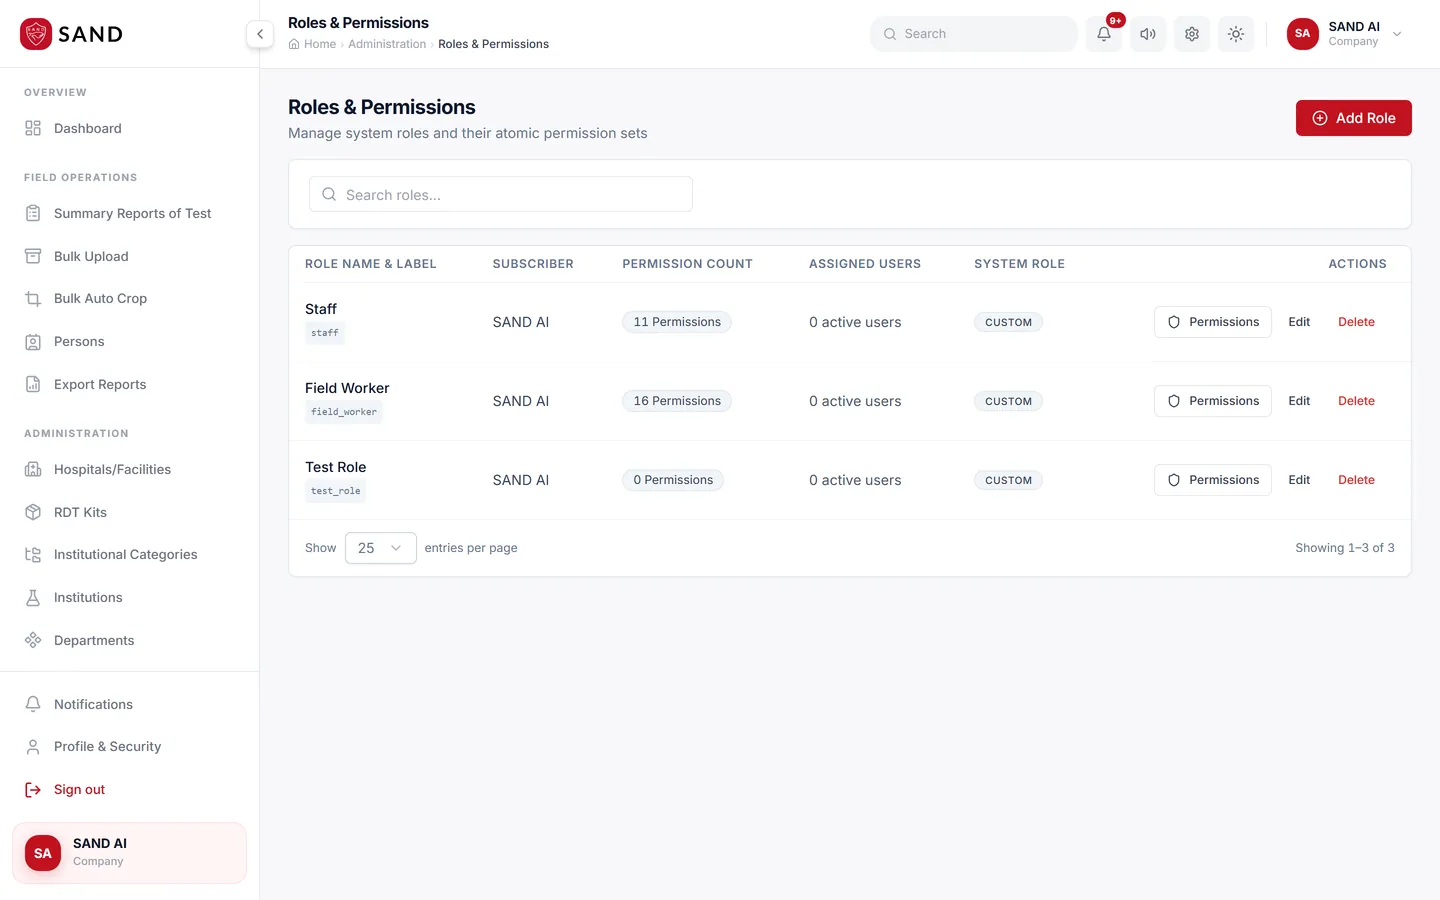 SAND
OVERVIEW
Dashboard
FIELD OPERATIONS
Summary Reports of Test
Bulk Upload
Bulk Auto Crop
Persons
Export Reports
ADMINISTRATION
Hospitals/Facilities
RDT Kits
Institutional Categories
Institutions
Departments
Notifications
Profile & Security
Sign out
SA
SAND AI
Company
Roles & Permissions
Home › Administration › Roles & Permissions
Search
9+
SA
SAND AI
Company
Roles & Permissions
Manage system roles and their atomic permission sets
Add Role
Search roles...
ROLE NAME & LABEL SUBSCRIBER PERMISSION COUNT ASSIGNED USERS SYSTEM ROLE ACTIONS
Staff
staff
SAND AI 11 Permissions 0 active users CUSTOM Permissions Edit Delete
Field Worker
field_worker
SAND AI 16 Permissions 0 active users CUSTOM Permissions Edit Delete
Test Role
test_role
SAND AI 0 Permissions 0 active users CUSTOM Permissions Edit Delete
Show 25 entries per page Showing 1–3 of 3